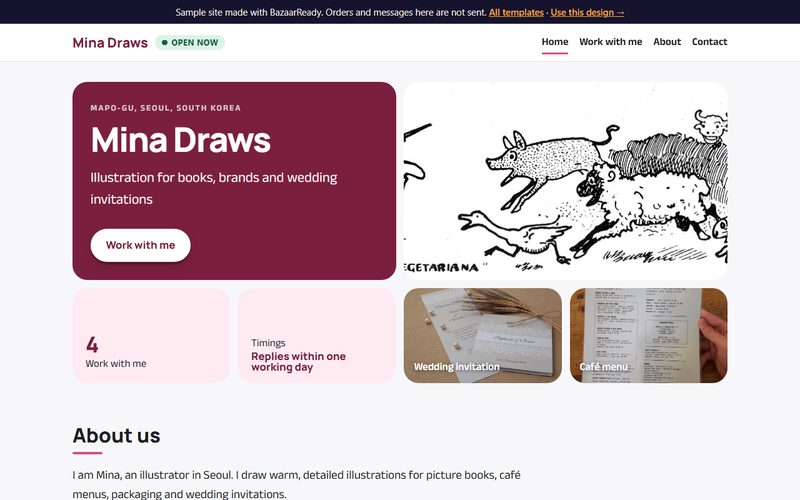 Sample site made with BazaarReady. Orders and messages here are not sent. All templates · Use this design →
Mina Draws
OPEN NOW
Home
Work with me
About
Contact
MAPO-GU, SEOUL, SOUTH KOREA
Mina Draws
Illustration for books, brands and wedding
invitations
Work with me
EGETARIANA"
4
Work with me
Timings
Replies within one
working day
Wedding invitation
Café menu
About us
I am Mina, an illustrator in Seoul. I draw warm, detailed illustrations for picture books, café
menus, packaging and wedding invitations.